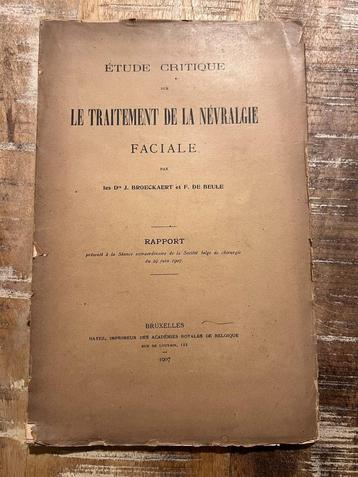 ÉTUDE CRITIQUE
SUR
LE TRAITEMENT DE LA NÉVRALGIE
FACIALE
PAR
les Drs J. BROECKAERT et F. DE BEULE
RAPPORT
présenté à la Séance extraordinaire de la Société belge de chirurgie
du 29 juin 1907
BRUXELLES
HAYEZ, IMPRIMEUR DES ACADÉMIES ROYALES DE BELGIQUE
RUE DE LOUVAIN, 112
1907